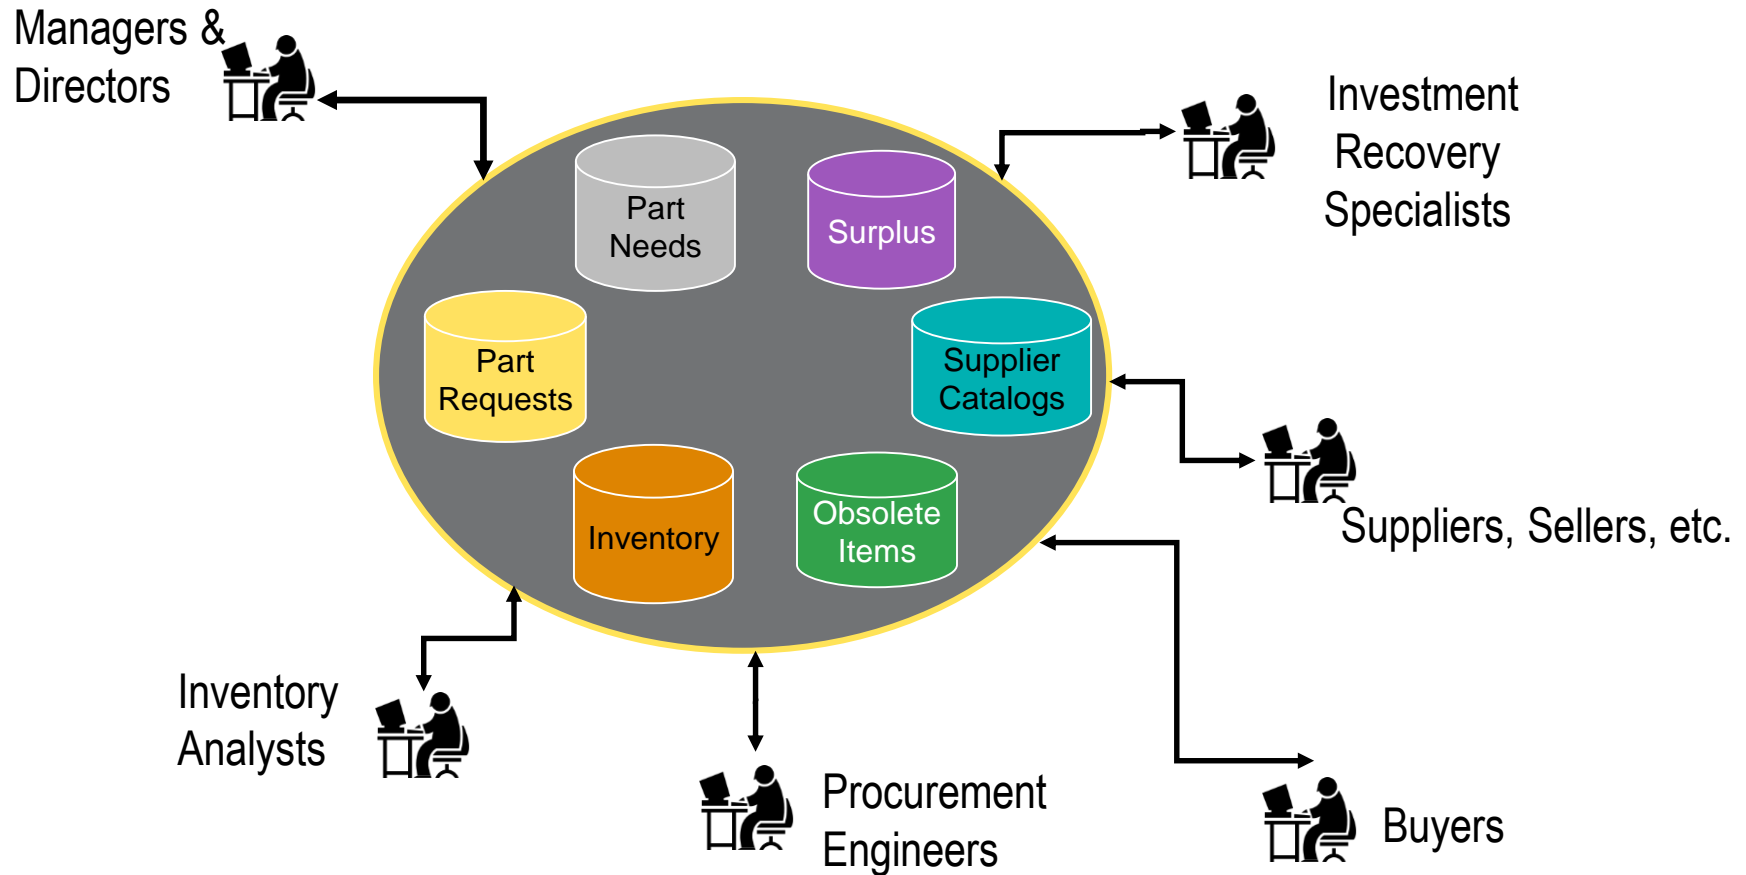 Managers &
Directors
Investment
Recovery
Specialists
Part
Needs
Surplus
Part
Requests
Supplier
Catalogs
Inventory
Obsolete
Items
Suppliers, Sellers, etc.
Inventory
Analysts
Procurement
Engineers
Buyers